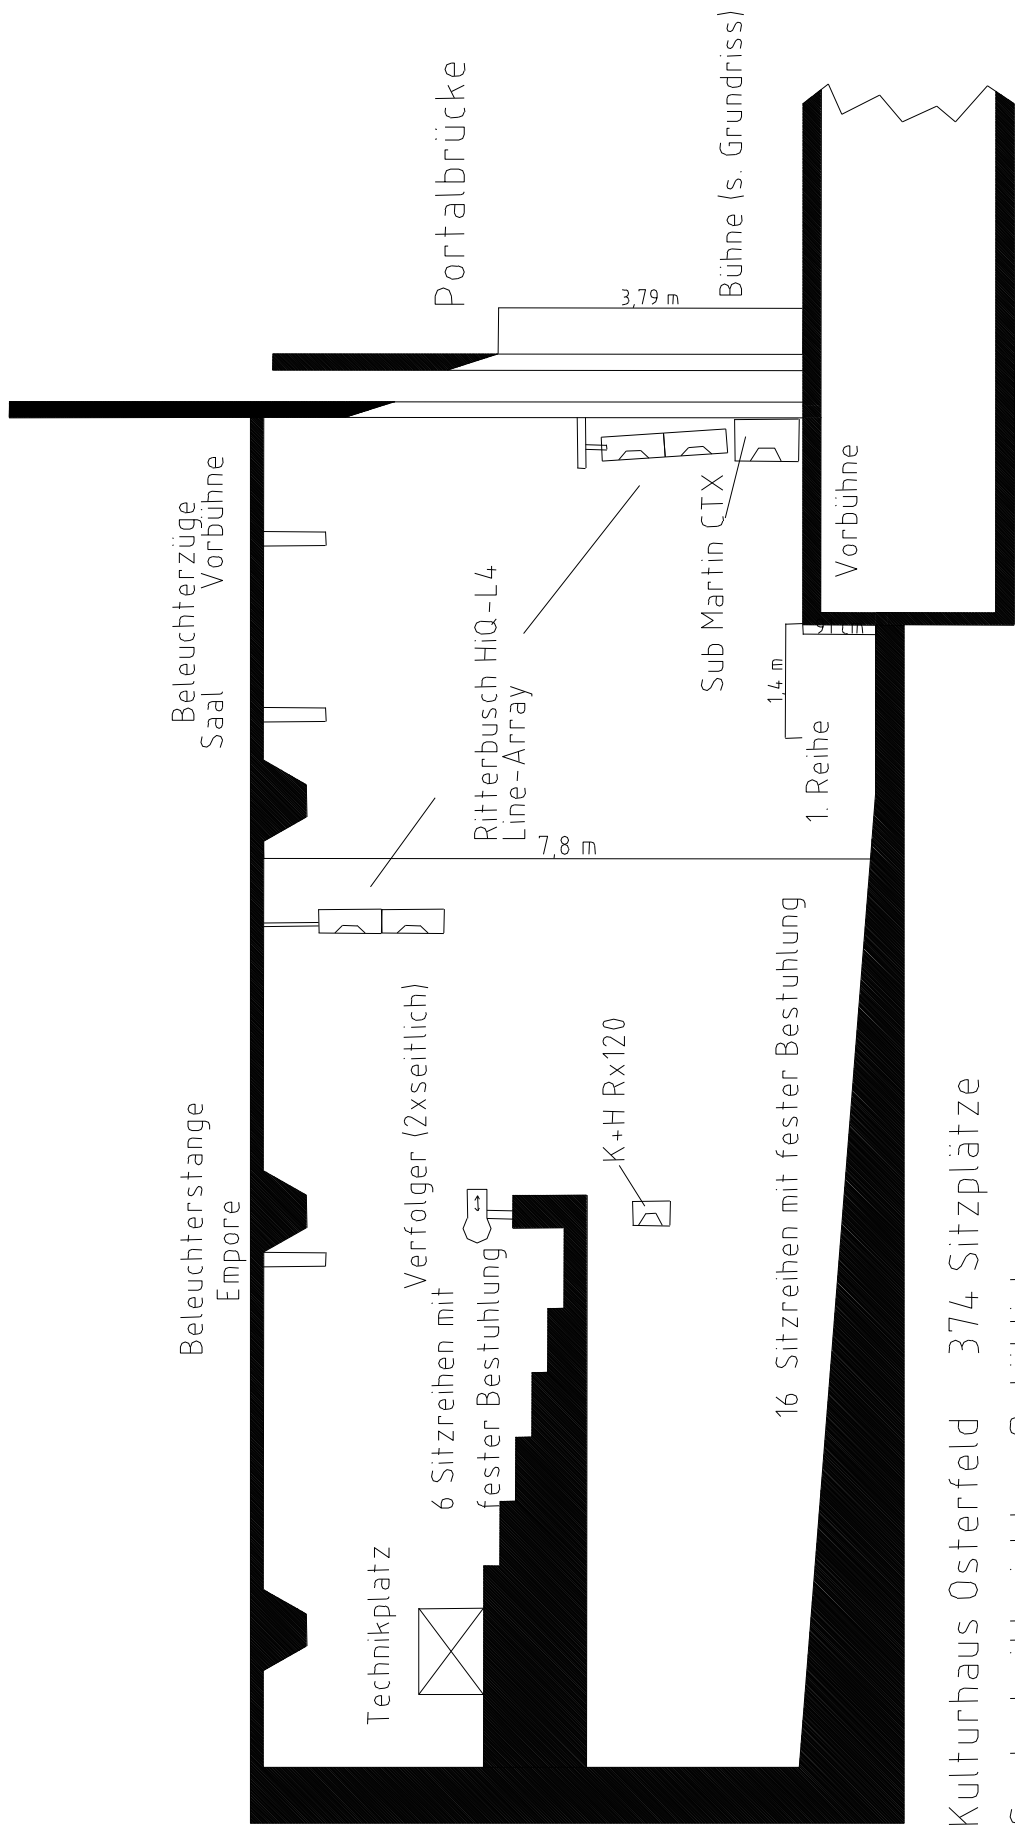 Portalbrücke
Bühne (s. Grundriss)
3,79 m
Beleuchterzüge
Saal Vorbühne
Sub Martin CTX
Vorbühne
1,4 m
1. Reihe
Ritterbusch HiQ-L4
Line-Array
7,8 m
Beleuchterstange
Empore
Verfolger (2xseitlich)
K+H Rx120
6 Sitzreihen mit
fester Bestuhlung
16 Sitzreihen mit fester Bestuhlung
Technikplatz
Kulturhaus Osterfeld 374 Sitzplätze